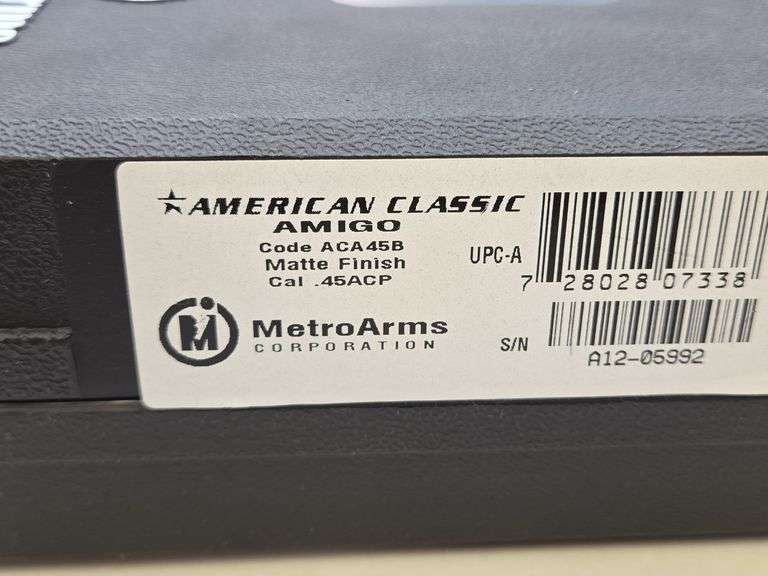 AMERICAN CLASSIC
AMIGO
Code ACA45B
Matte Finish
Cal .45ACP
MetroArms
CORPORATION
UPC-A
7 28028 07338
S/N
A12-05992